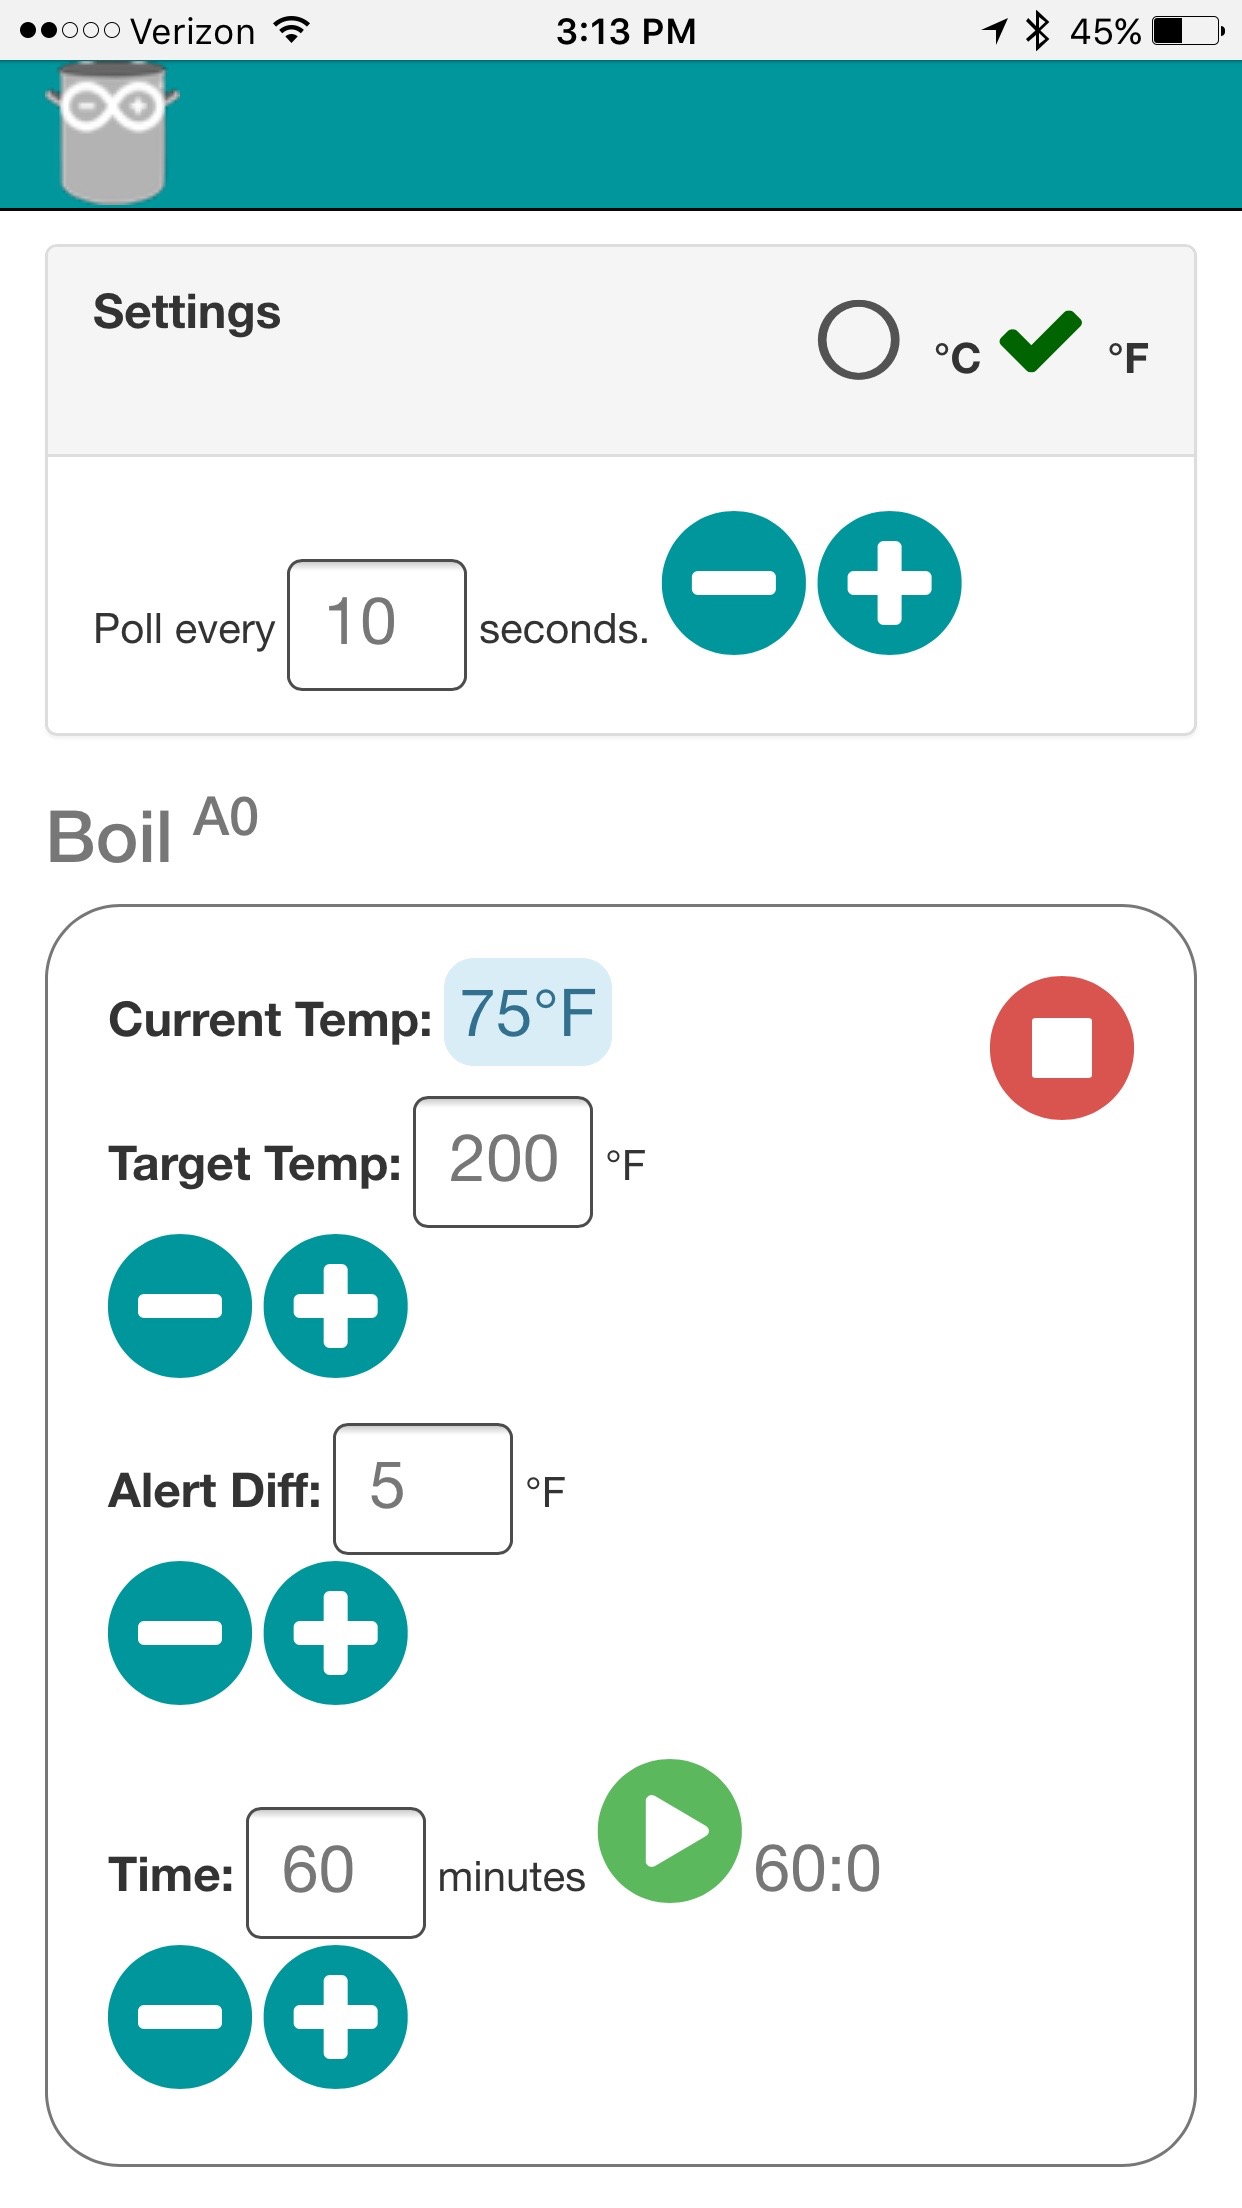 Verizon 3:13 PM 45%
Settings °C °F
Poll every 10 seconds.
Boil A0
Current Temp: 75°F
Target Temp: 200 °F
Alert Diff: 5 °F
Time: 60 minutes 60:0